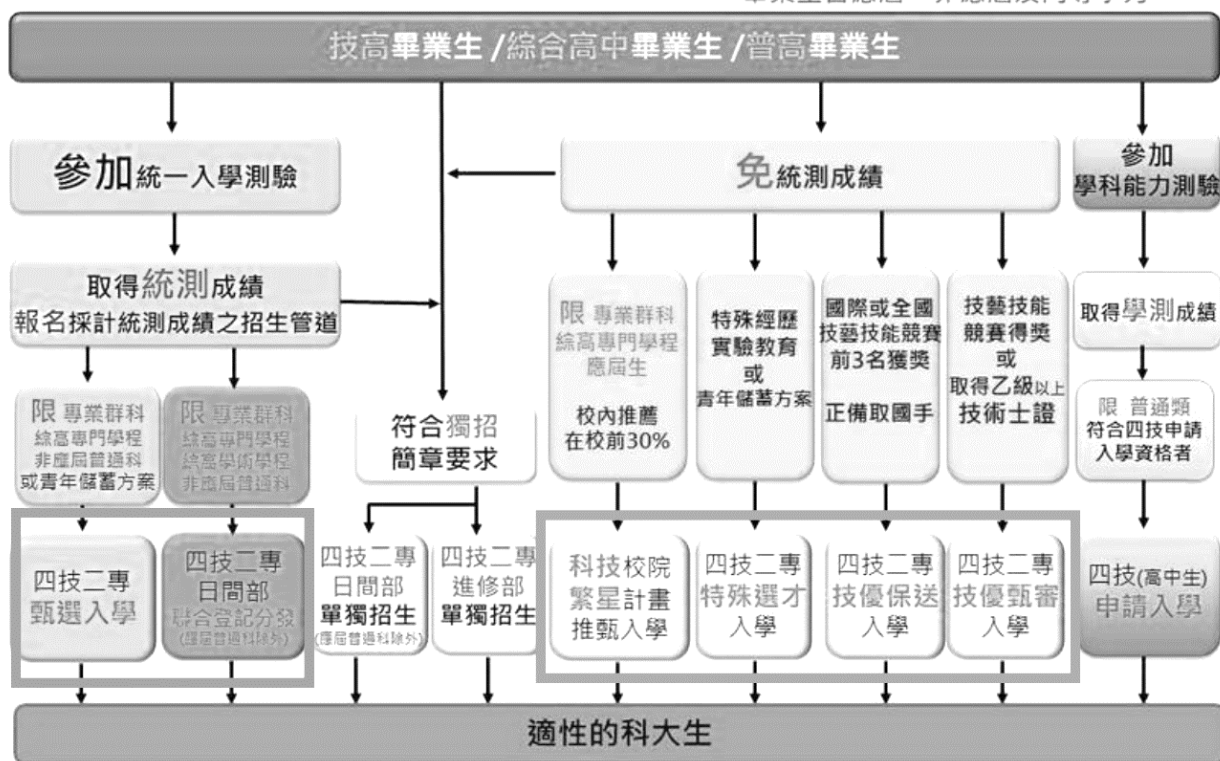 技高畢業生 /綜合高中畢業生 /普高畢業生
參加統一入學測驗
免統測成績
參加
學科能力測驗
取得統測成績
報名採計統測成績之招生管道
限 專業群科
綜高專門學程
應屆生
校內推薦
在校前30%
特殊經歷
實驗教育
或
青年儲蓄方案
國際或全國
技藝技能競賽
前3名獲獎
正備取國手
技藝技能
競賽得獎
或
取得乙級以上
技術士證
取得學測成績
限 專業群科
綜高專門學程
非應屆普通科
或青年儲蓄方案
限 專業群科
綜高專門學程
綜高學術學程
非應屆普通科
符合獨招
簡章要求
限 普通類
符合四技申請
入學資格者
四技二專
甄選入學
四技二專
日間部
聯合登記分發
四技二專
日間部
單獨招生
(應屆普通科除外)
四技二專
進修部
單獨招生
科技校院
繁星計畫
推甄入學
四技二專
特殊選才
入學
四技二專
技優保送
入學
四技二專
技優甄審
入學
四技(高中生)
申請入學
適性的科大生